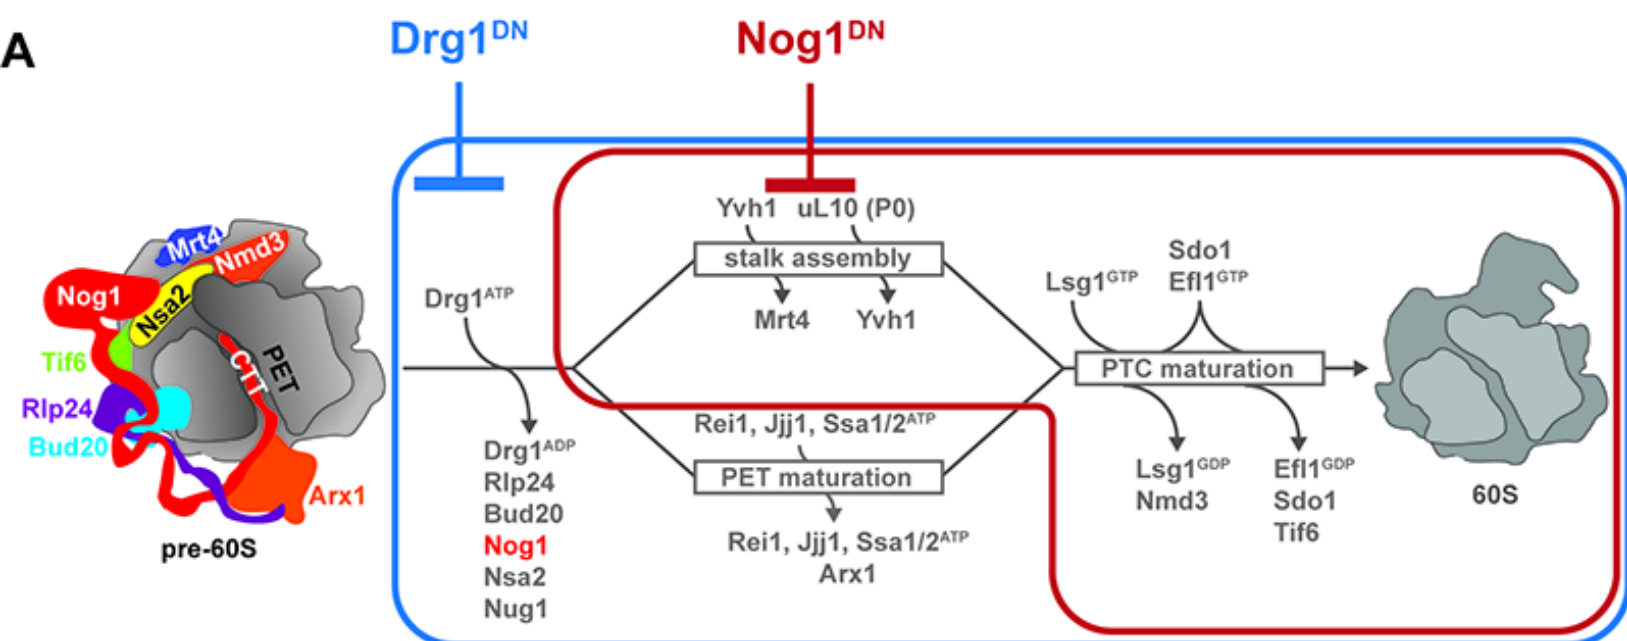 A
Drg1DN
Nog1DN
Mrt4
Nmd3
Nog1
Nsa2
Tif6
CTT
PET
Rlp24
Bud20
Arx1
pre-60S
Drg1ATP
Drg1ADP
Rlp24
Bud20
Nog1
Nsa2
Nug1
Yvh1 uL10 (P0)
stalk assembly
Mrt4 Yvh1
Rei1, Jjj1, Ssa1/2ATP
PET maturation
Rei1, Jjj1, Ssa1/2ATP
Arx1
Lsg1GTP
Sdo1
Efl1GTP
PTC maturation
Lsg1GDP
Nmd3
Efl1GDP
Sdo1
Tif6
60S